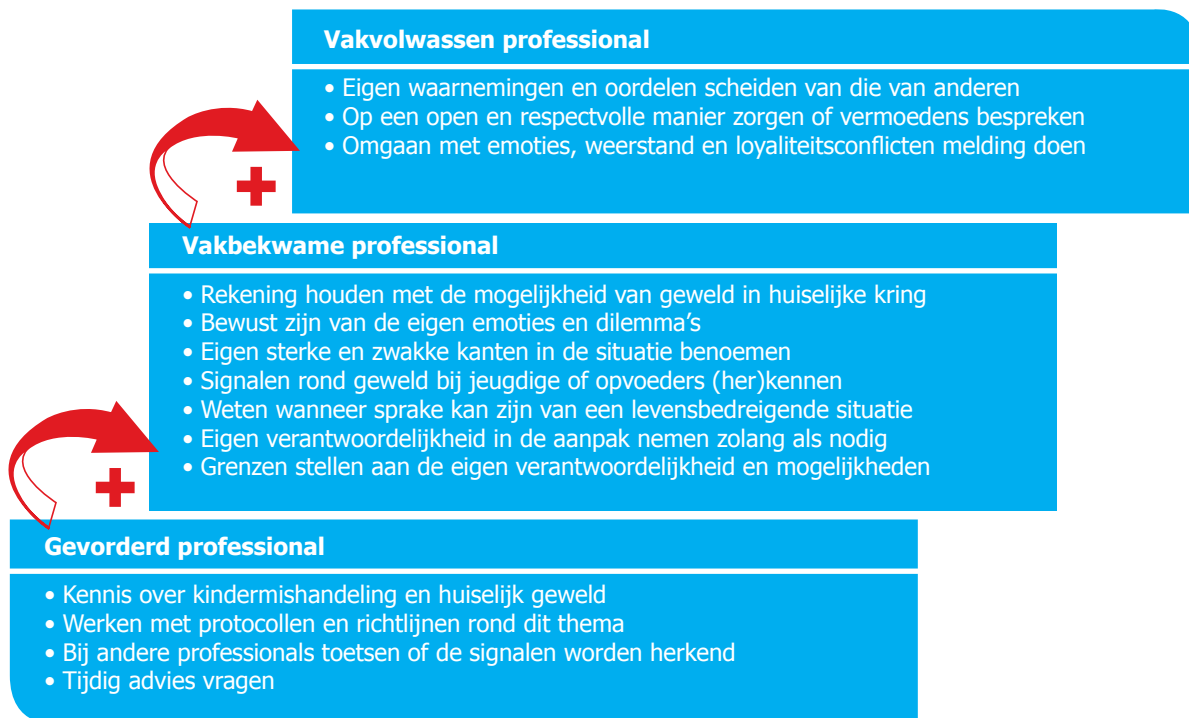 Vakvolwassen professional
• Eigen waarnemingen en oordelen scheiden van die van anderen
• Op een open en respectvolle manier zorgen of vermoedens bespreken
• Omgaan met emoties, weerstand en loyaliteitsconflicten melding doen
Vakbekwame professional
• Rekening houden met de mogelijkheid van geweld in huiselijke kring
• Bewust zijn van de eigen emoties en dilemma's
• Eigen sterke en zwakke kanten in de situatie benoemen
• Signalen rond geweld bij jeugdige of opvoeders (her)kennen
• Weten wanneer sprake kan zijn van een levensbedreigende situatie
• Eigen verantwoordelijkheid in de aanpak nemen zolang als nodig
• Grenzen stellen aan de eigen verantwoordelijkheid en mogelijkheden
Gevorderd professional
• Kennis over kindermishandeling en huiselijk geweld
• Werken met protocollen en richtlijnen rond dit thema
• Bij andere professionals toetsen of de signalen worden herkend
• Tijdig advies vragen